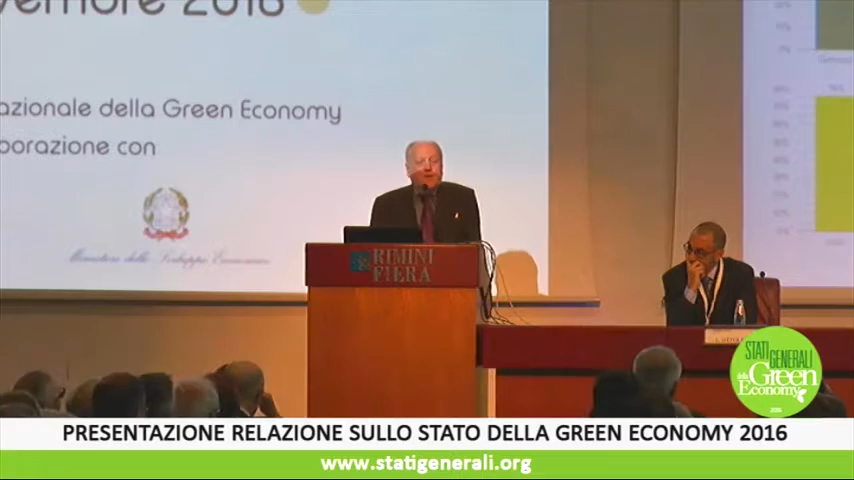 vembre 2016
azionale della Green Economy
borazione con
Ministero dello Sviluppo Economico
RIMINI
FIERA
STATI
GENERALI
della
Green
Economy
2016
PRESENTAZIONE RELAZIONE SULLO STATO DELLA GREEN ECONOMY 2016
www.statigenerali.org